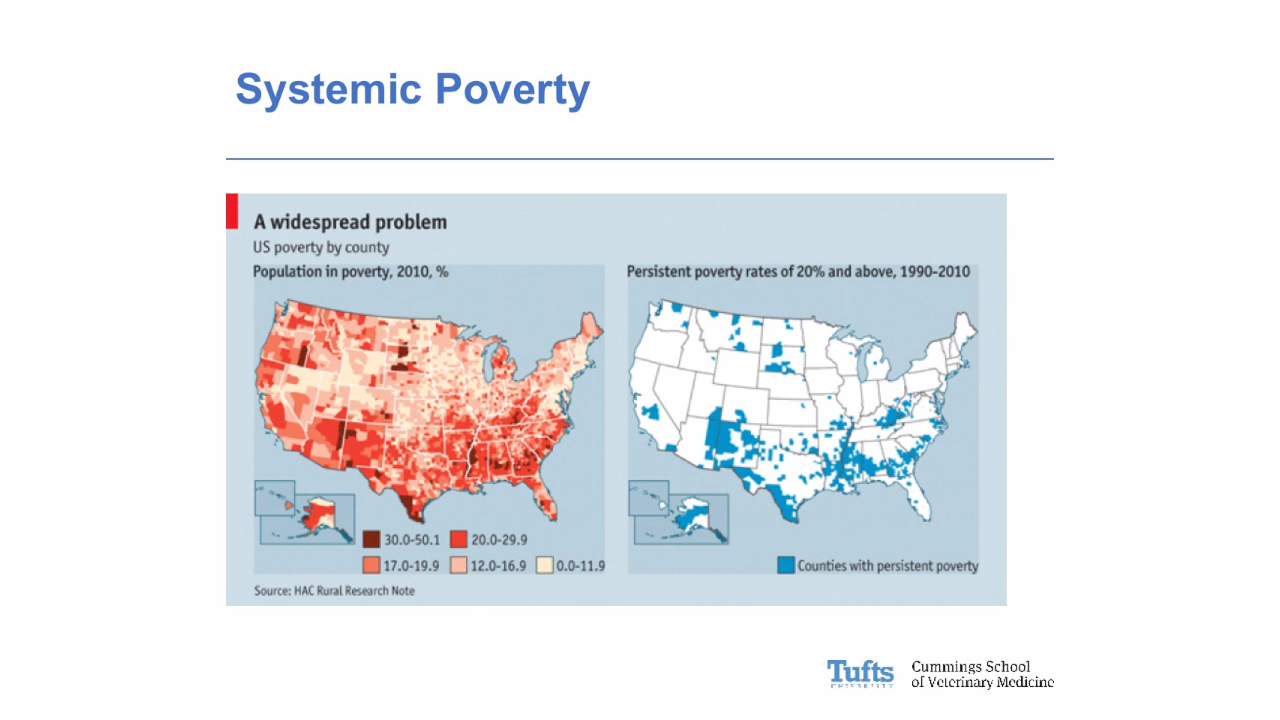 Systemic Poverty
A widespread problem
US poverty by county
Population in poverty, 2010, %
Persistent poverty rates of 20% and above, 1990-2010
30.0-50.1
20.0-29.9
17.0-19.9
12.0-16.9
0.0-11.9
Counties with persistent poverty
Source: HAC Rural Research Note
Tufts
UNIVERSITY
Cummings School
of Veterinary Medicine